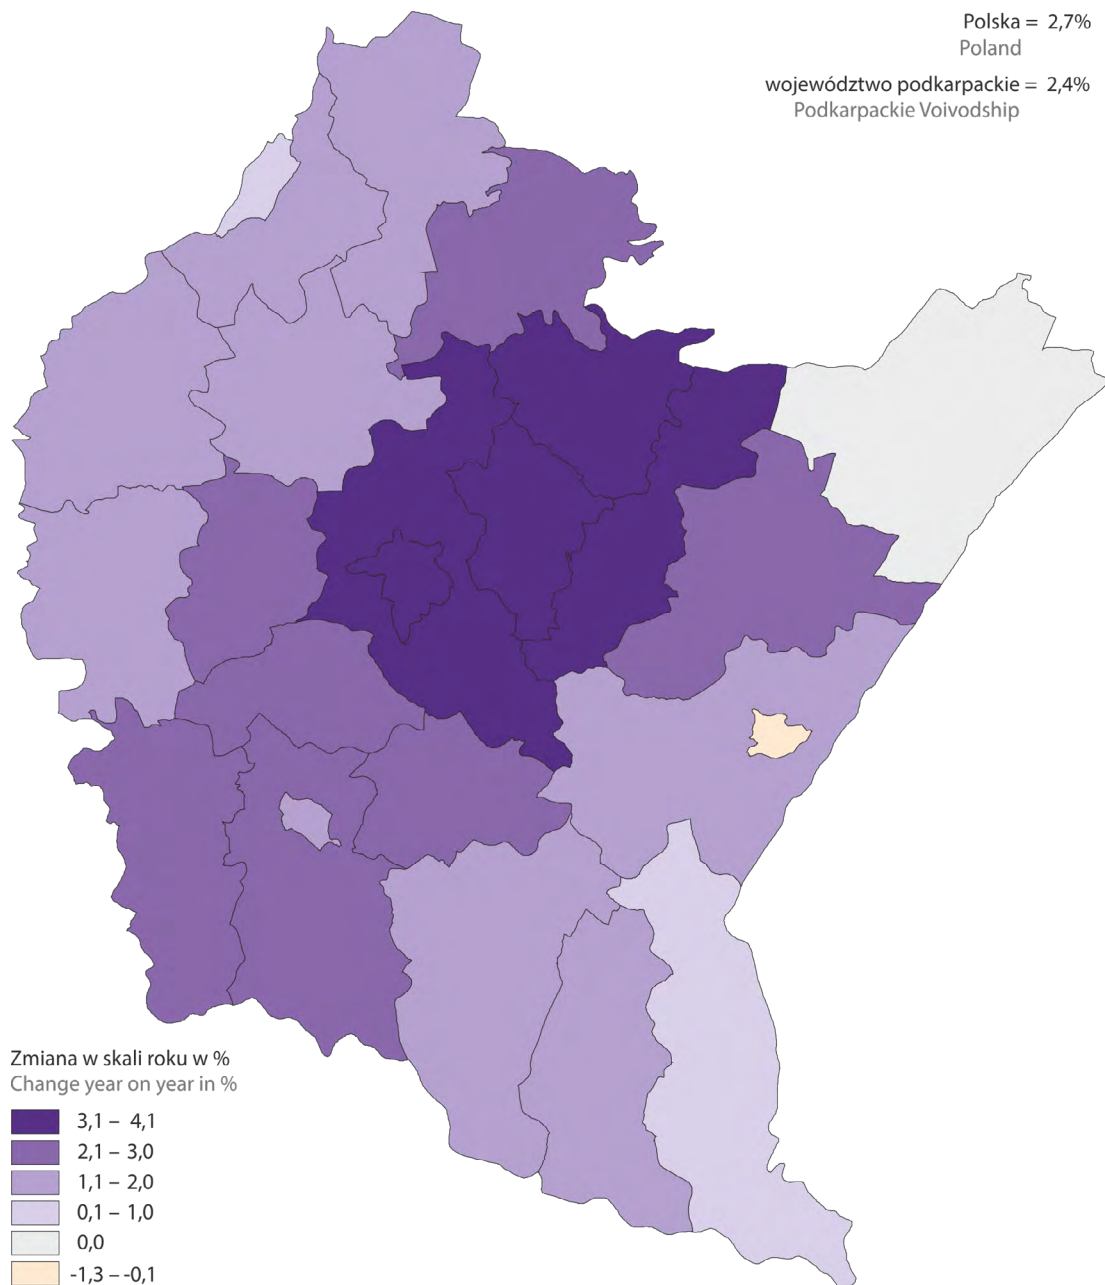 Polska = 2,7%
Poland
województwo podkarpackie = 2,4%
Podkarpackie Voivodship
Zmiana w skali roku w %
Change year on year in %
3,1 – 4,1
2,1 – 3,0
1,1 – 2,0
0,1 – 1,0
0,0
-1,3 – -0,1